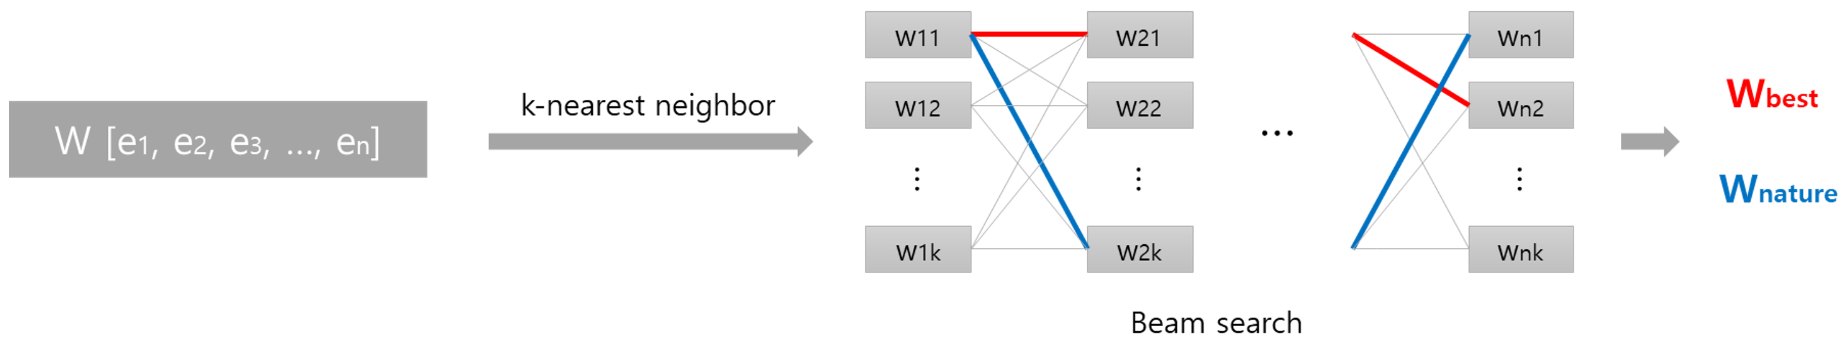 W [e1, e2, e3, ..., en]
k-nearest neighbor
w11
w12
⋮
w1k
w21
w22
⋮
w2k
...
wn1
wn2
⋮
wnk
Beam search
Wbest
Wnature